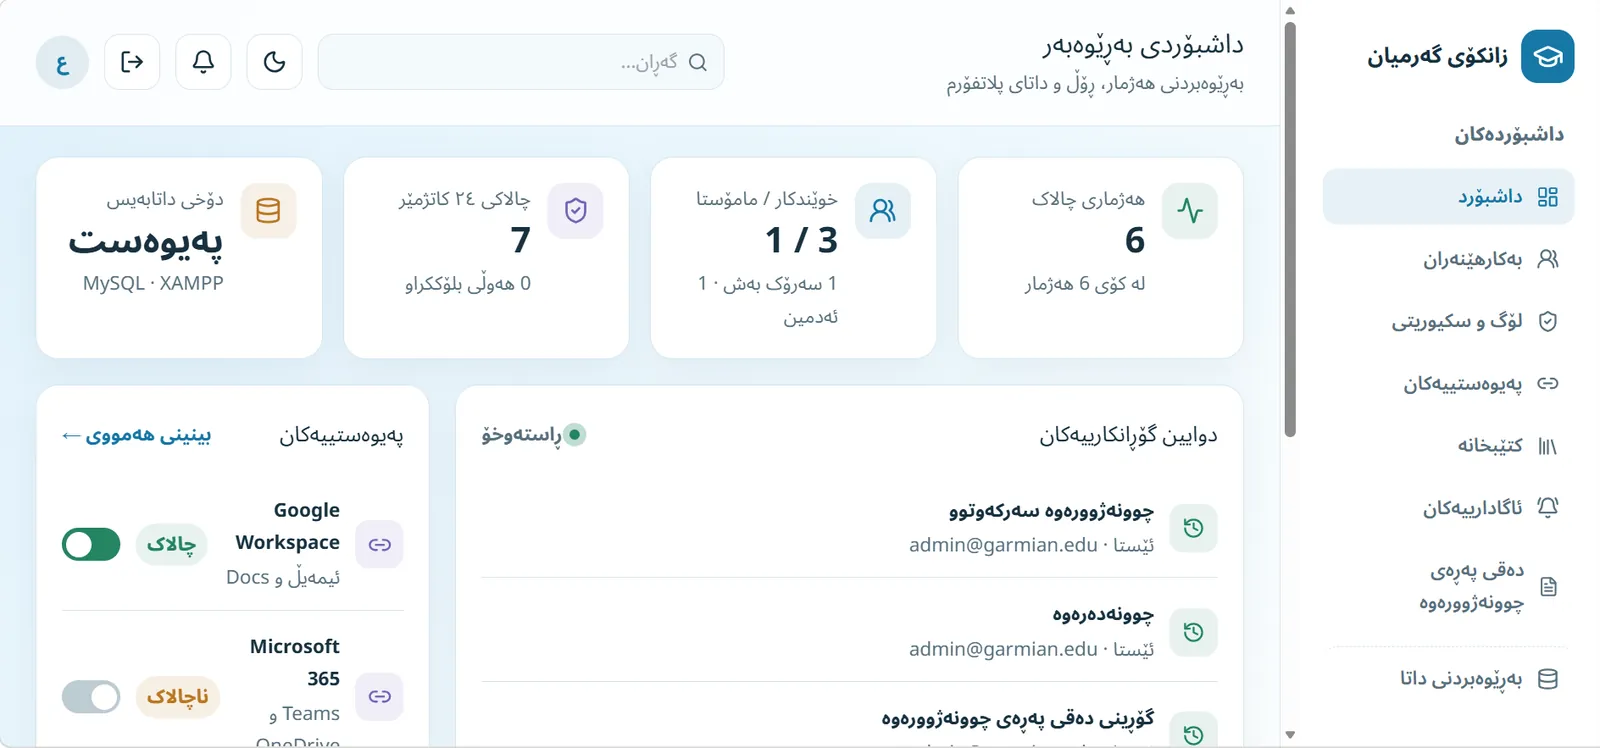 زانکۆی گەرمیان
داشبۆردەکان
داشبۆرد
بەکارهێنەران
لۆگ و سکیوریتی
پەیوەستییەکان
کتێبخانە
ئاگادارییەکان
دەقی پەڕەی
چوونەژوورەوە
بەڕێوەبردنی داتا
داشبۆردی بەڕێوەبەر
بەڕێوەبردنی هەژمار، ڕۆڵ و داتای پلاتفۆرم
گەڕان...
ع
هەژماری چالاک
6
لە کۆی 6 هەژمار
خوێندکار / مامۆستا
3 / 1
1 سەرۆک بەش · 1
ئەدمین
چالاکی ٢٤ کاتژمێر
7
0 هەوڵی بلۆککراو
دۆخی داتابەیس
پەیوەست
MySQL · XAMPP
دوایین گۆڕانکارییەکان
ڕاستەوخۆ
چوونەژوورەوە سەرکەوتوو
ئێستا · admin@garmian.edu
چوونەدەرەوە
ئێستا · admin@garmian.edu
گۆڕینی دەقی پەڕەی چوونەژوورەوە
پەیوەستییەکان
بینینی هەمووی ←
Google
Workspace
ئیمەیڵ و Docs
چالاک
Microsoft
365
Teams و
OneDrive
ناچالاک